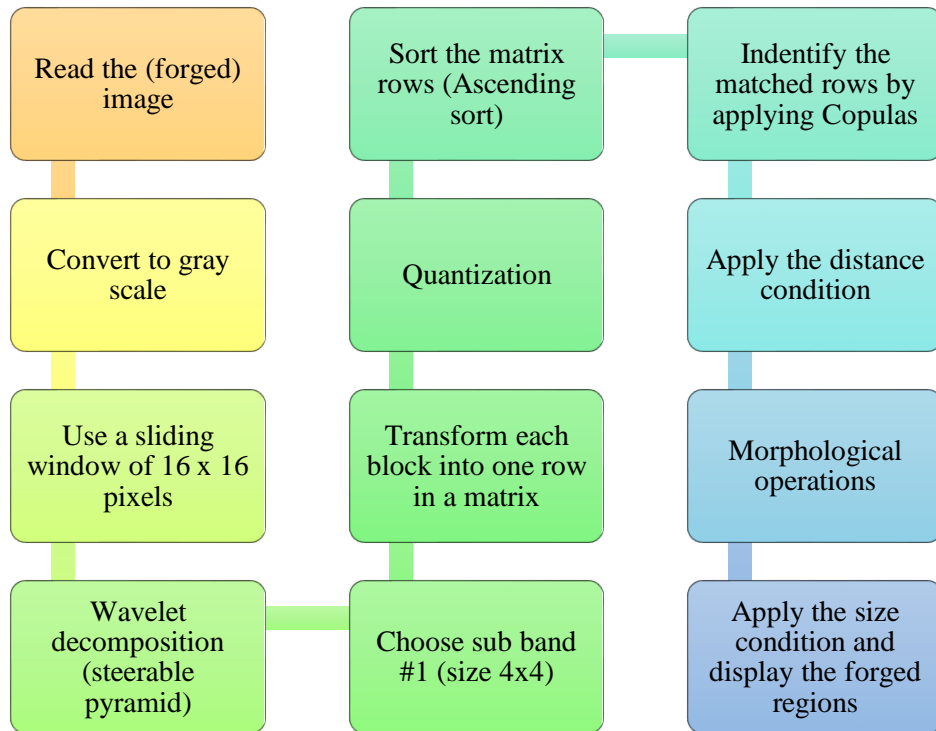 Read the (forged)
image
Convert to gray
scale
Use a sliding
window of 16 x 16
pixels
Wavelet
decomposition
(steerable
pyramid)
Choose sub band
#1 (size 4x4)
Transform each
block into one row
in a matrix
Quantization
Sort the matrix
rows (Ascending
sort)
Indentify the
matched rows by
applying Copulas
Apply the distance
condition
Morphological
operations
Apply the size
condition and
display the forged
regions